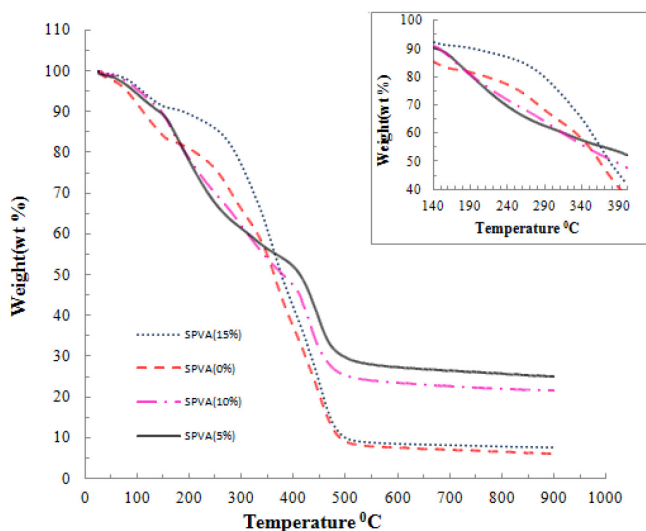 Weight(wt %)
110
100
90
80
70
60
50
40
30
20
10
0
0 100 200 300 400 500 600 700 800 900 1000
Temperature ⁰C
SPVA(15%)
SPVA(0%)
SPVA(10%)
SPVA(5%)
Weight(wt %)
100
90
80
70
60
50
40
140 190 240 290 340 390
Temperature ⁰C